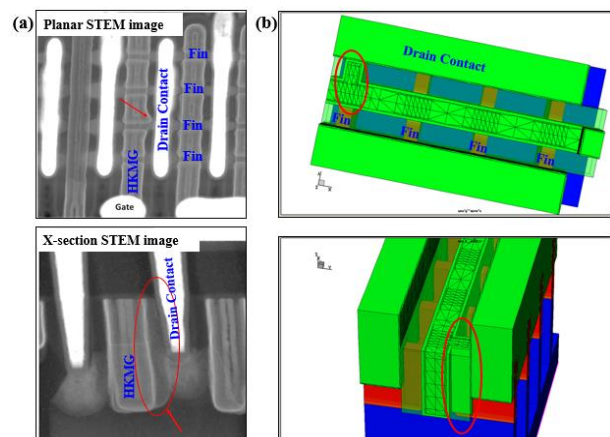 (a)
Planar STEM image
Fin
Fin
Fin
Fin
Drain Contact
HKMG
Gate
(b)
Drain Contact
Fin
Fin
Fin
Fin
X-section STEM image
Drain Contact
HKMG